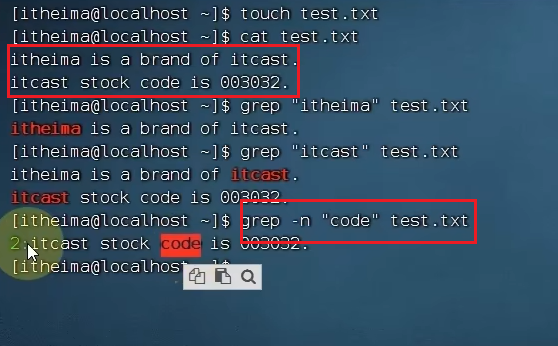 [itheima@localhost ~]$ touch test.txt
[itheima@localhost ~]$ cat test.txt
itheima is a brand of itcast.
itcast stock code is 003032.
[itheima@localhost ~]$ grep "itheima" test.txt
itheima is a brand of itcast.
[itheima@localhost ~]$ grep "itcast" test.txt
itheima is a brand of itcast.
itcast stock code is 003032.
[itheima@localhost ~]$ grep -n "code" test.txt
2:itcast stock code is 003032.
[itheima@localhost ~]$